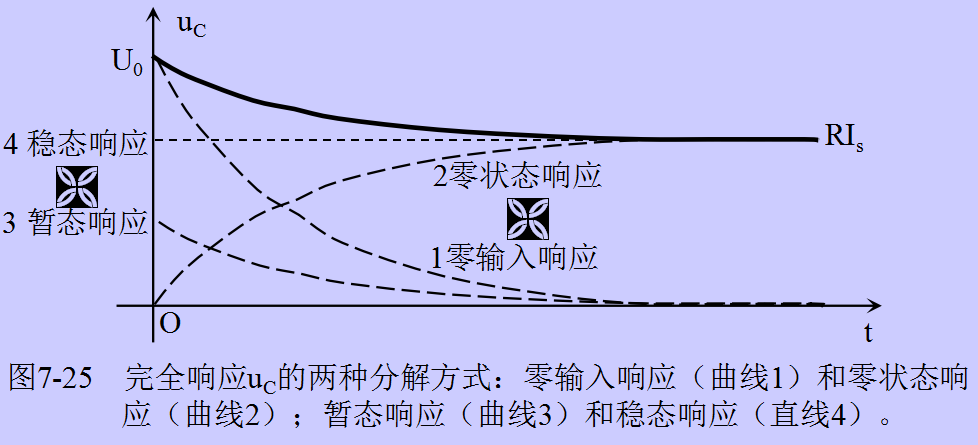 uC
U0
4 稳态响应
RIs
2零状态响应
3 暂态响应
1零输入响应
O
t
图7-25 完全响应uC的两种分解方式：零输入响应（曲线1）和零状态响
应（曲线2）；暂态响应（曲线3）和稳态响应（直线4）。